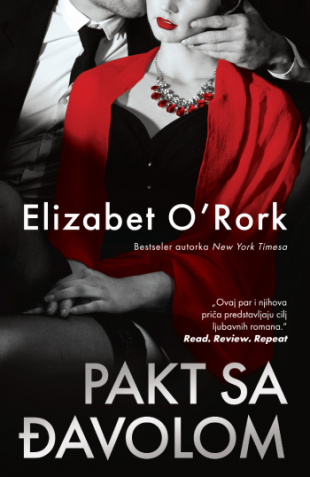 Elizabet O'Rork
Bestseler autorka New York Timesa
„Ovaj par i njihova
priča predstavljaju cilj
ljubavnih romana.“
Read. Review. Repeat
PAKT SA
ĐAVOLOM